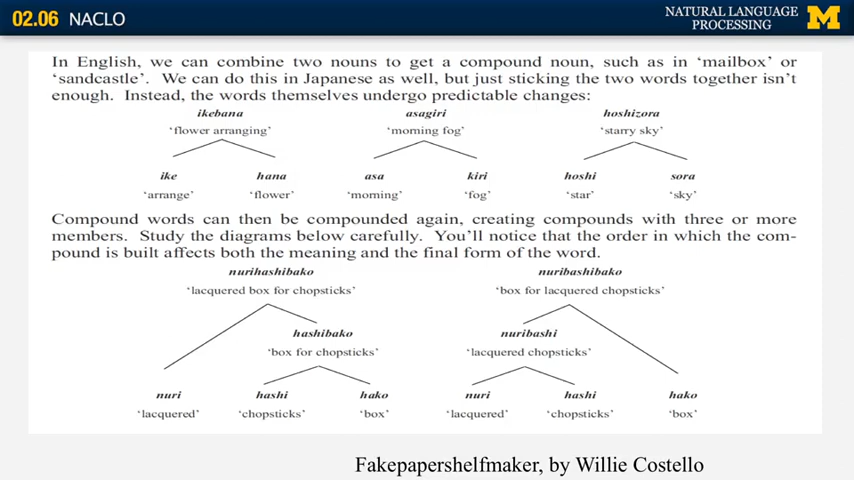 02.06 NACLO
NATURAL LANGUAGE
PROCESSING
M
In English, we can combine two nouns to get a compound noun, such as in ‘mailbox’ or
‘sandcastle’. We can do this in Japanese as well, but just sticking the two words together isn’t
enough. Instead, the words themselves undergo predictable changes:
ikebana asagiri hoshizora
‘flower arranging’ ‘morning fog’ ‘starry sky’
ike hana asa kiri hoshi sora
‘arrange’ ‘flower’ ‘morning’ ‘fog’ ‘star’ ‘sky’
Compound words can then be compounded again, creating compounds with three or more
members. Study the diagrams below carefully. You’ll notice that the order in which the com-
pound is built affects both the meaning and the final form of the word.
nurihashibako nuribashibako
‘lacquered box for chopsticks’ ‘box for lacquered chopsticks’
hashibako nuribashi
‘box for chopsticks’ ‘lacquered chopsticks’
nuri hashi hako nuri hashi hako
‘lacquered’ ‘chopsticks’ ‘box’ ‘lacquered’ ‘chopsticks’ ‘box’
Fakepapershelfmaker, by Willie Costello